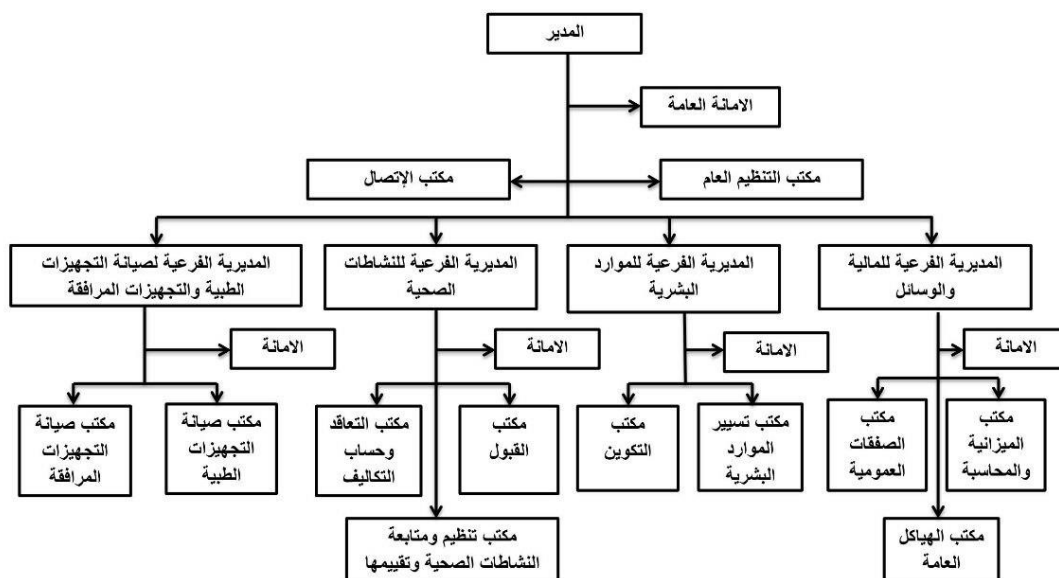 المدير
الامانة العامة
مكتب التنظيم العام
مكتب الإتصال
المديرية الفرعية للمالية
والوسائل
المديرية الفرعية للموارد
البشرية
المديرية الفرعية للنشاطات
الصحية
المديرية الفرعية لصيانة التجهيزات
الطبية والتجهيزات المرافقة
الامانة
الامانة
الامانة
الامانة
مكتب
الميزانية
والمحاسبة
مكتب
الصفقات
العمومية
مكتب تسيير
الموارد
البشرية
مكتب
التكوين
مكتب
القبول
مكتب التعاقد
وحساب
التكاليف
مكتب صيانة
التجهيزات
الطبية
مكتب صيانة
التجهيزات
المرافقة
مكتب الهياكل
العامة
مكتب تنظيم ومتابعة
النشاطات الصحية وتقييمها